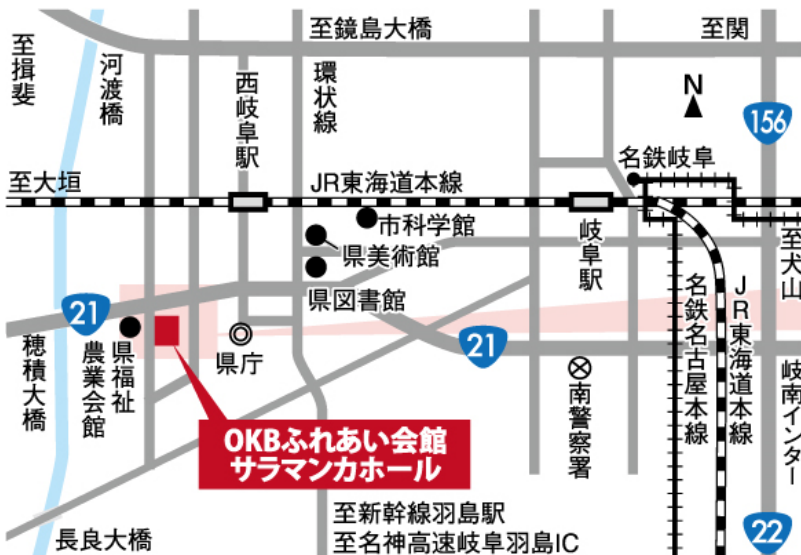 至鏡島大橋
至関
至揖斐
河渡橋
西岐阜駅
環状線
N
156
名鉄岐阜
至大垣
JR東海道本線
市科学館
県美術館
県図書館
岐阜駅
至犬山
21
穂積大橋
県福祉
農業会館
県庁
21
南警察署
名鉄名古屋本線
JR東海道本線
岐南インター
OKBふれあい会館
サラマンカホール
至新幹線羽島駅
至名神高速岐阜羽島IC
長良大橋
22